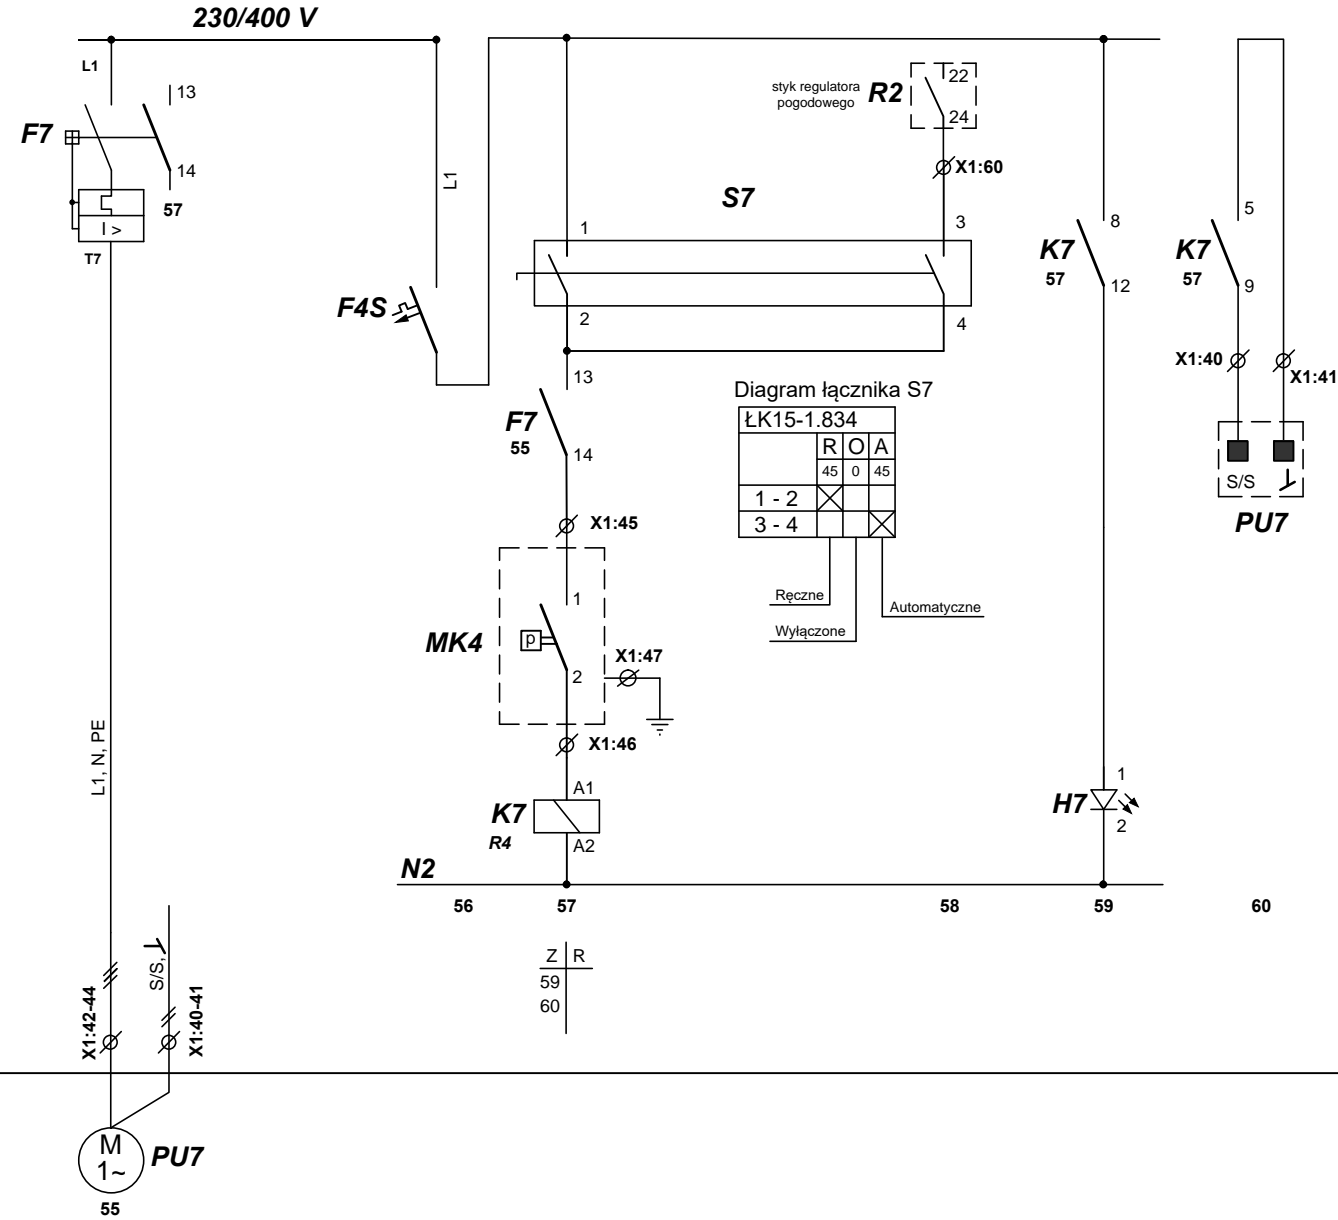 230/400 V
L1
13
F7
14
57
I >
T7
L1
F4S
styk regulatora
pogodowego
R2
22
24
X1:60
S7
1
3
2
4
K7
57
8
12
K7
57
5
9
X1:40
X1:41
S/S
PU7
13
F7
55
14
X1:45
Diagram łącznika S7
ŁK15-1.834
R O A
45 0 45
1 - 2
3 - 4
Ręczne
Wyłączone
Automatyczne
MK4
p
1
2
X1:47
X1:46
K7
R4
A1
A2
H7
1
2
N2
56 57 58 59 60
Z R
59
60
L1, N, PE
S/S,
X1:42-44
X1:40-41
M
1~
PU7
55